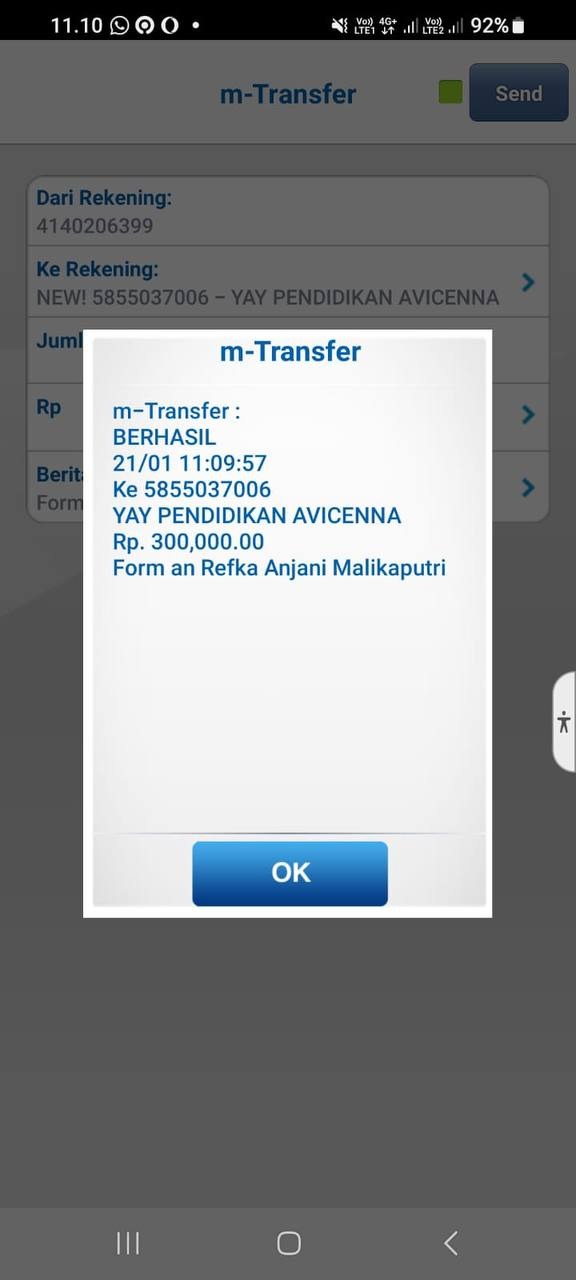 11.10
Vo)) LTE1 4G+ Vo)) LTE2 92%
m-Transfer
Send
Dari Rekening:
4140206399
Ke Rekening:
NEW! 5855037006 – YAY PENDIDIKAN AVICENNA
Juml
Rp
Berit
Form
m-Transfer
m-Transfer :
BERHASIL
21/01 11:09:57
Ke 5855037006
YAY PENDIDIKAN AVICENNA
Rp. 300,000.00
Form an Refka Anjani Malikaputri
OK